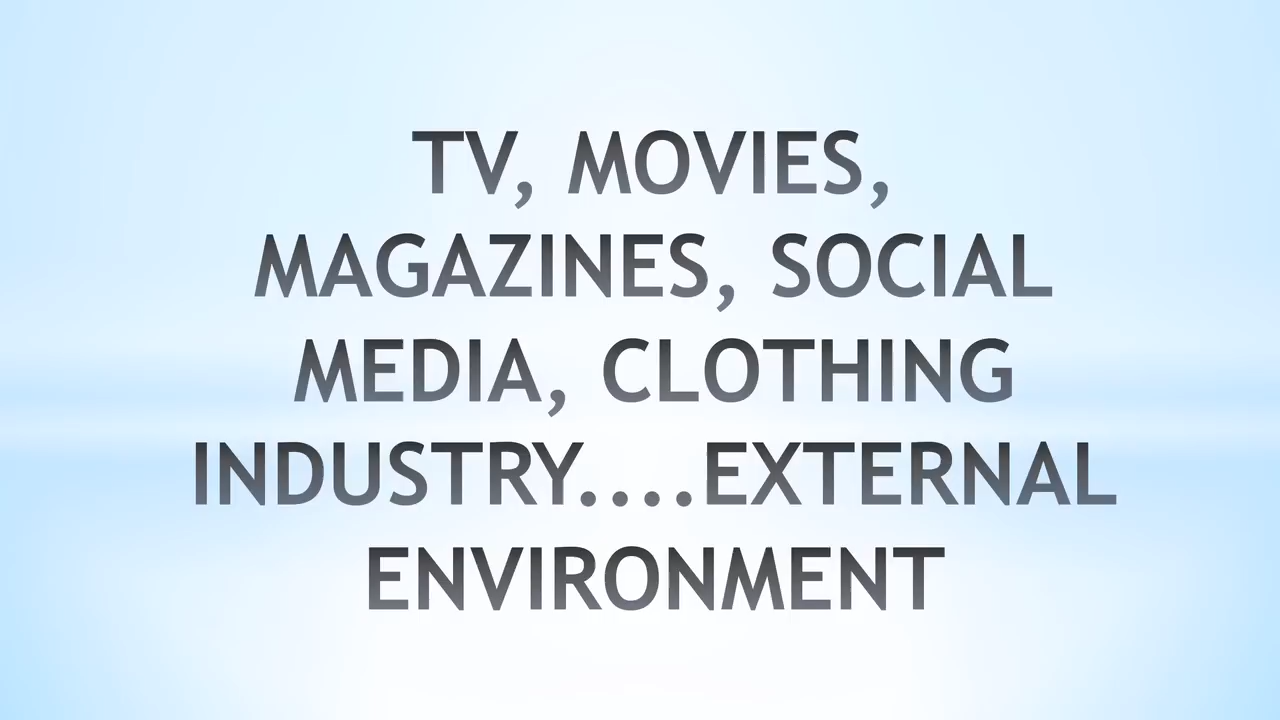 TV, MOVIES,
MAGAZINES, SOCIAL
MEDIA, CLOTHING
INDUSTRY....EXTERNAL
ENVIRONMENT